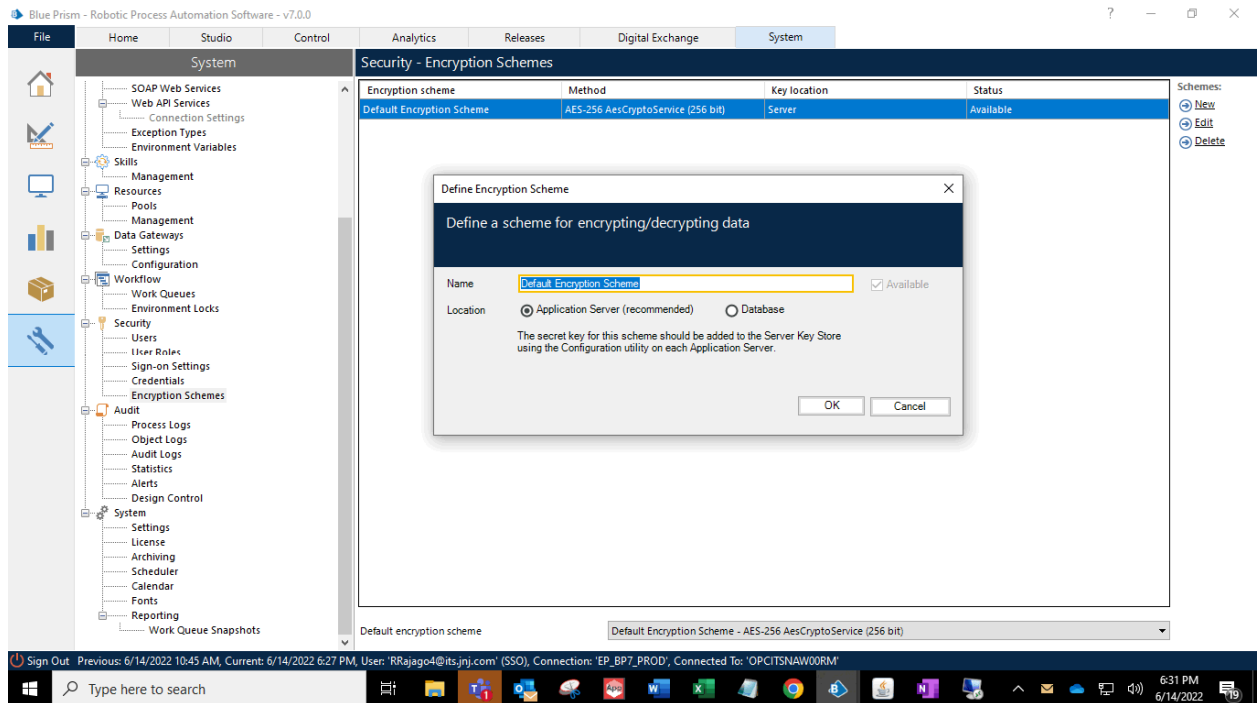 Blue Prism - Robotic Process Automation Software - v7.0.0
File Home Studio Control Analytics Releases Digital Exchange System
System
Security - Encryption Schemes
SOAP Web Services
Web API Services
Connection Settings
Exception Types
Environment Variables
Skills
Management
Resources
Pools
Management
Data Gateways
Settings
Configuration
Workflow
Work Queues
Environment Locks
Security
Users
User Roles
Sign-on Settings
Credentials
Encryption Schemes
Audit
Process Logs
Object Logs
Audit Logs
Statistics
Alerts
Design Control
System
Settings
License
Archiving
Scheduler
Calendar
Fonts
Reporting
Work Queue Snapshots
Encryption scheme Method Key location Status
Default Encryption Scheme AES-256 AesCryptoService (256 bit) Server Available
Schemes:
New
Edit
Delete
Define Encryption Scheme
Define a scheme for encrypting/decrypting data
Name Default Encryption Scheme Available
Location Application Server (recommended) Database
The secret key for this scheme should be added to the Server Key Store
using the Configuration utility on each Application Server.
OK Cancel
Default encryption scheme Default Encryption Scheme - AES-256 AesCryptoService (256 bit)
Sign Out Previous: 6/14/2022 10:45 AM, Current: 6/14/2022 6:27 PM, User: 'RRajago4@its.jnj.com' (SSO), Connection: 'EP_BP7_PROD', Connected To: 'OPCITSNAW00RM'
Type here to search
6:31 PM
6/14/2022
19